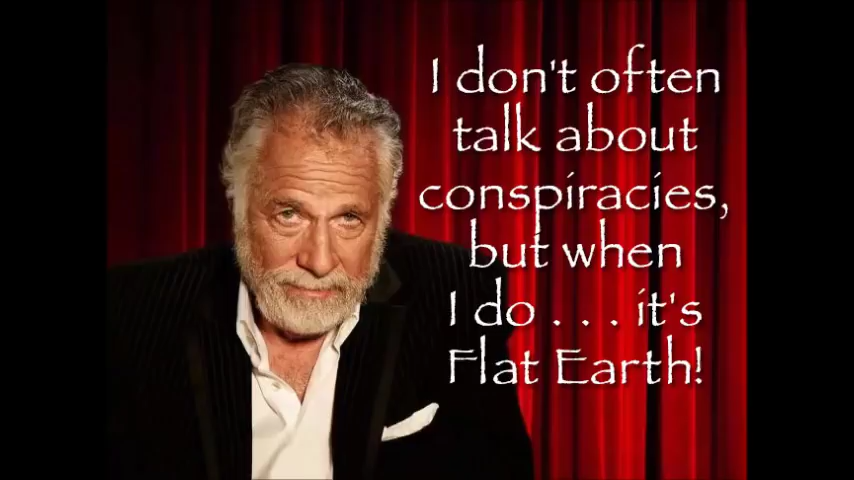 I don't often
talk about
conspiracies,
but when
I do . . . it's
Flat Earth!